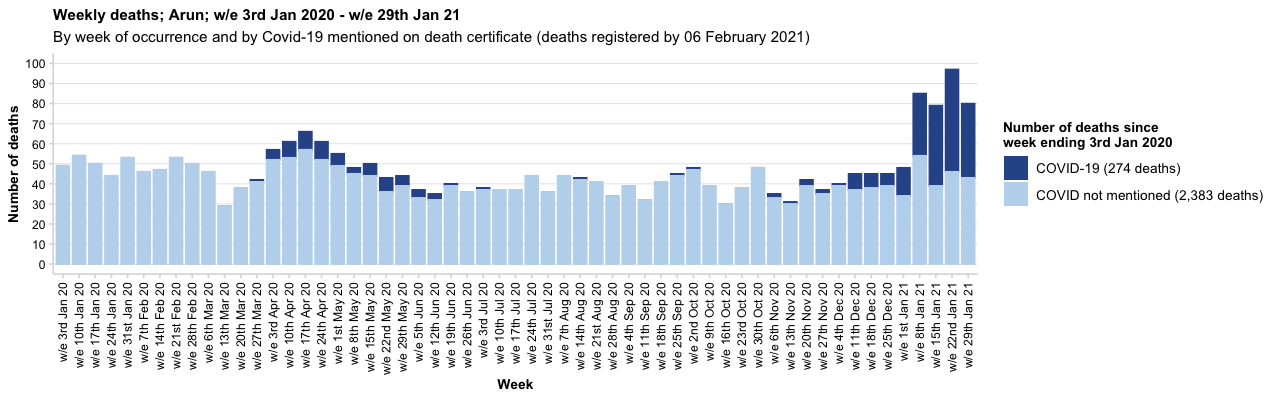 Weekly deaths; Arun; w/e 3rd Jan 2020 - w/e 29th Jan 21
By week of occurrence and by Covid-19 mentioned on death certificate (deaths registered by 06 February 2021)
Number of deaths
100
90
80
70
60
50
40
30
20
10
0
w/e 3rd Jan 20
w/e 10th Jan 20
w/e 17th Jan 20
w/e 24th Jan 20
w/e 31st Jan 20
w/e 7th Feb 20
w/e 14th Feb 20
w/e 21st Feb 20
w/e 28th Feb 20
w/e 6th Mar 20
w/e 13th Mar 20
w/e 20th Mar 20
w/e 27th Mar 20
w/e 3rd Apr 20
w/e 10th Apr 20
w/e 17th Apr 20
w/e 24th Apr 20
w/e 1st May 20
w/e 8th May 20
w/e 15th May 20
w/e 22nd May 20
w/e 29th May 20
w/e 5th Jun 20
w/e 12th Jun 20
w/e 19th Jun 20
w/e 26th Jun 20
w/e 3rd Jul 20
w/e 10th Jul 20
w/e 17th Jul 20
w/e 24th Jul 20
w/e 31st Jul 20
w/e 7th Aug 20
w/e 14th Aug 20
w/e 21st Aug 20
w/e 28th Aug 20
w/e 4th Sep 20
w/e 11th Sep 20
w/e 18th Sep 20
w/e 25th Sep 20
w/e 2nd Oct 20
w/e 9th Oct 20
w/e 16th Oct 20
w/e 23rd Oct 20
w/e 30th Oct 20
w/e 6th Nov 20
w/e 13th Nov 20
w/e 20th Nov 20
w/e 27th Nov 20
w/e 4th Dec 20
w/e 11th Dec 20
w/e 18th Dec 20
w/e 25th Dec 20
w/e 1st Jan 21
w/e 8th Jan 21
w/e 15th Jan 21
w/e 22nd Jan 21
w/e 29th Jan 21
Week
Number of deaths since
week ending 3rd Jan 2020
COVID-19 (274 deaths)
COVID not mentioned (2,383 deaths)